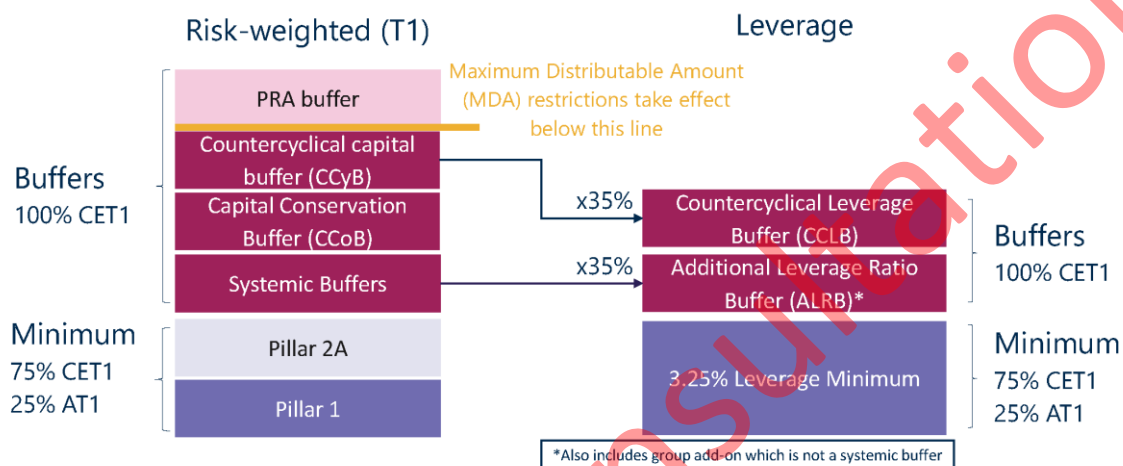 Risk-weighted (T1)
Leverage
Maximum Distributable Amount
(MDA) restrictions take effect
below this line
PRA buffer
Countercyclical capital
buffer (CCyB)
Capital Conservation
Buffer (CCoB)
Systemic Buffers
Buffers
100% CET1
Minimum
75% CET1
25% AT1
Pillar 2A
Pillar 1
x35%
x35%
Countercyclical Leverage
Buffer (CCLB)
Additional Leverage Ratio
Buffer (ALRB)*
3.25% Leverage Minimum
Buffers
100% CET1
Minimum
75% CET1
25% AT1
*Also includes group add-on which is not a systemic buffer